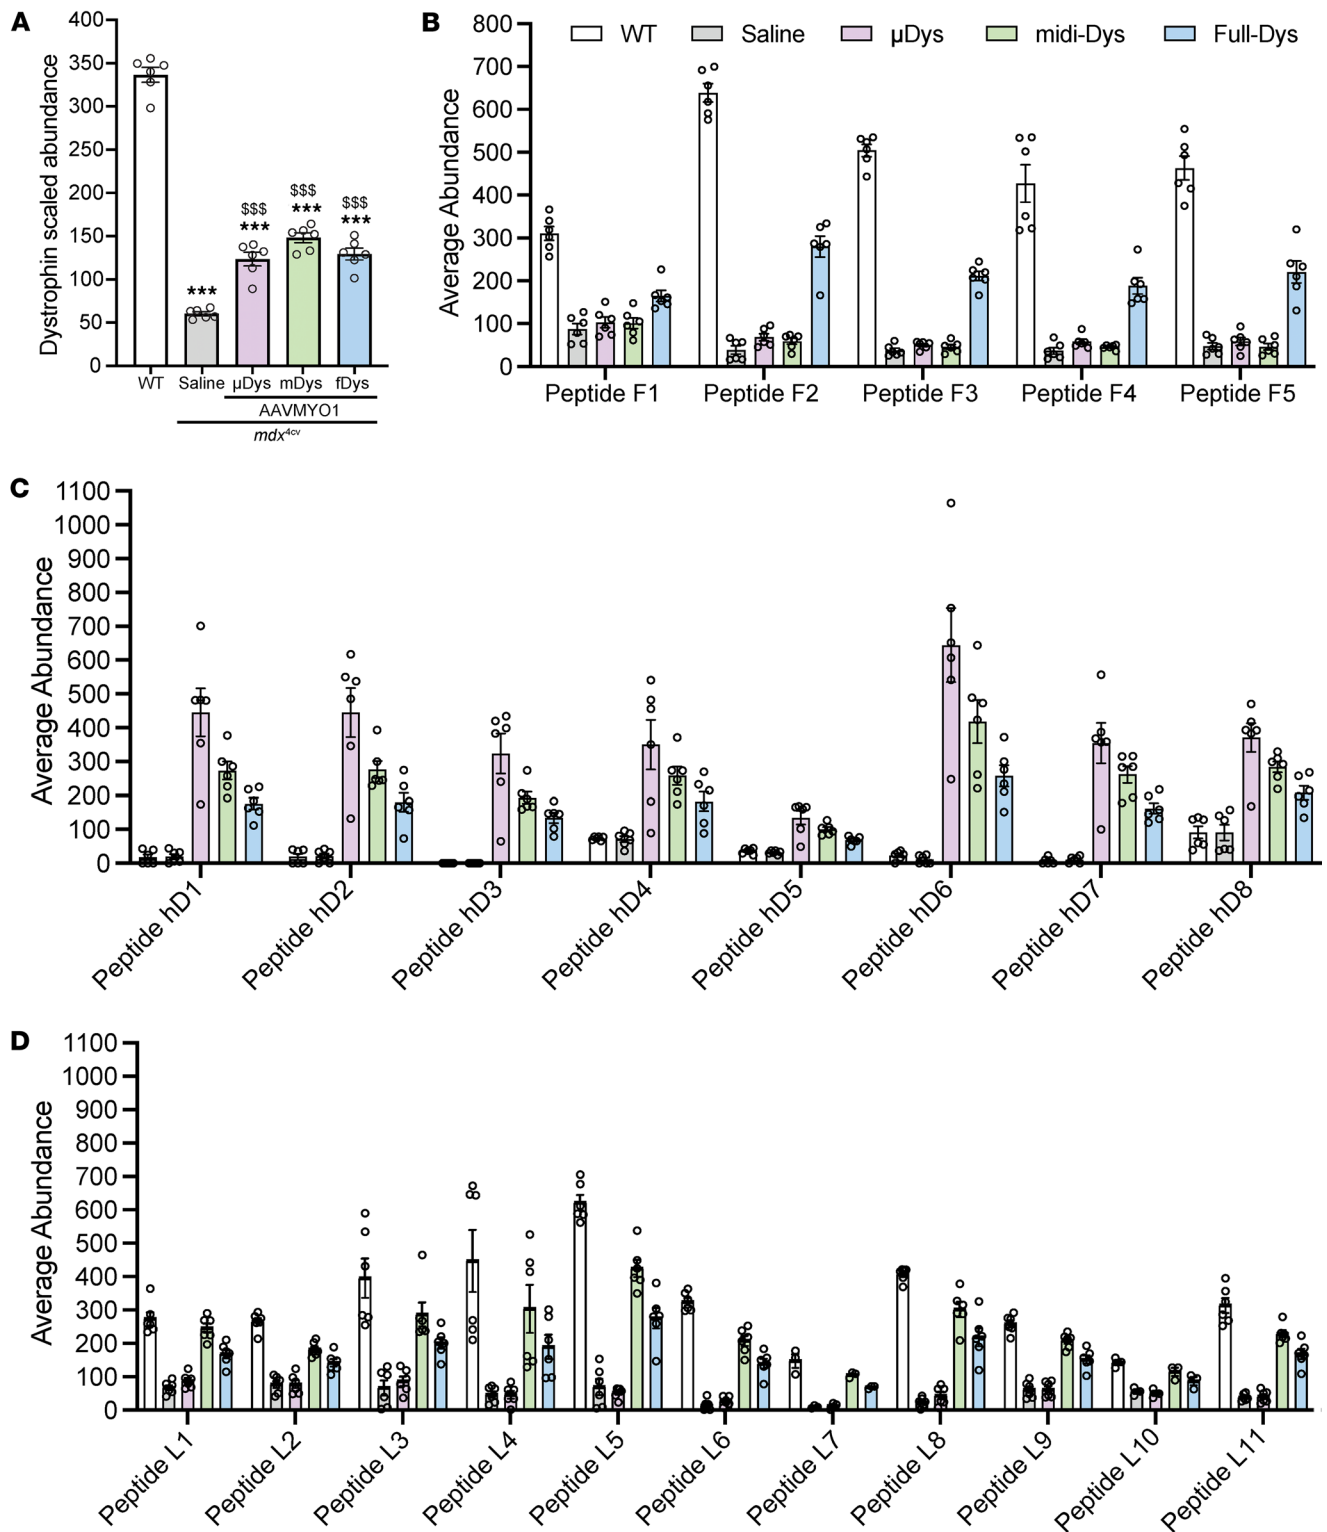 A
Dystrophin scaled abundance
400
350
300
250
200
150
100
50
0
***
$$$
***
$$$
***
$$$
***
WT Saline µDys mDys fDys
AAVMYO1
mdx4cv
B
WT Saline µDys midi-Dys Full-Dys
Average Abundance
800
700
600
500
400
300
200
100
0
Peptide F1 Peptide F2 Peptide F3 Peptide F4 Peptide F5
C
Average Abundance
1100
1000
900
800
700
600
500
400
300
200
100
0
Peptide hD1
Peptide hD2
Peptide hD3
Peptide hD4
Peptide hD5
Peptide hD6
Peptide hD7
Peptide hD8
D
Average Abundance
1100
1000
900
800
700
600
500
400
300
200
100
0
Peptide L1
Peptide L2
Peptide L3
Peptide L4
Peptide L5
Peptide L6
Peptide L7
Peptide L8
Peptide L9
Peptide L10
Peptide L11